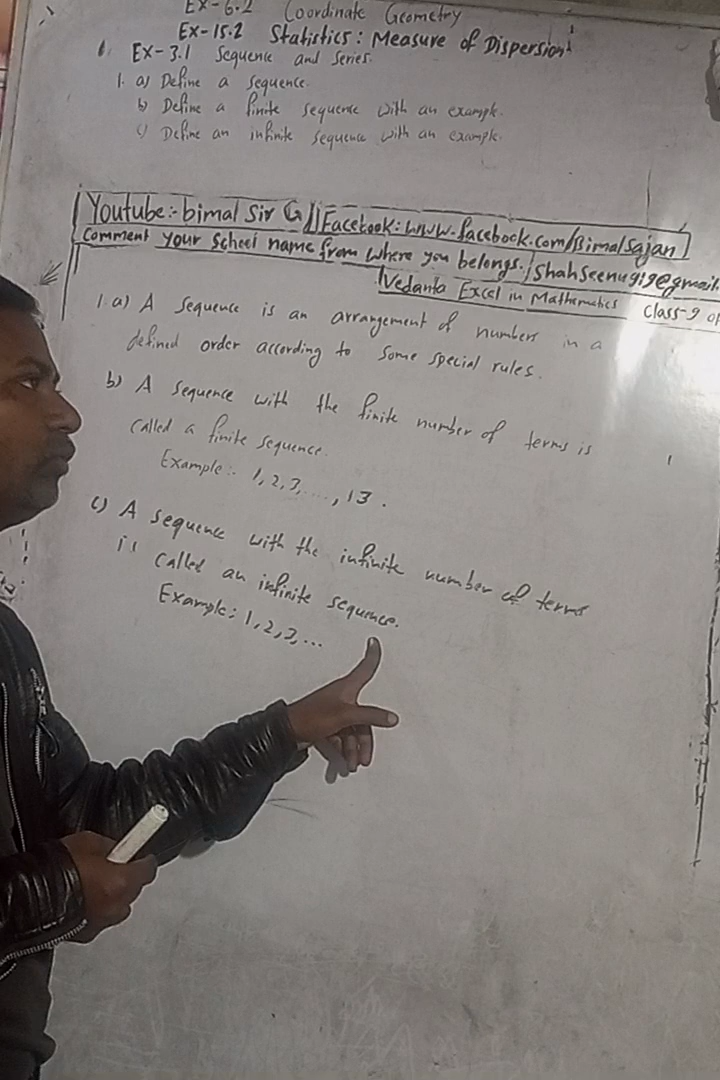 Ex-6.2 Coordinate Geometry
Ex-15.2 Statistics: Measure of Dispersion
Ex-3.1 Sequence and Series.
1. a) Define a sequence.
b) Define a finite sequence with an example.
c) Define an infinite sequence with an example.
Youtube:- bimal Sir G || Facebook: www.facebook.com/Bimalsajan
Comment your School name from where you belongs. / Shahseenu9i9@gmail.
Vedanta Excel in Mathematics Class-9 op
1. a) A sequence is an arrangement of numbers in a
defined order according to some special rules.
b) A sequence with the finite number of terms is
called a finite sequence.
Example:- 1, 2, 3, ..., 13.
c) A sequence with the infinite number of terms
is called an infinite sequence.
Example: 1, 2, 3, ...